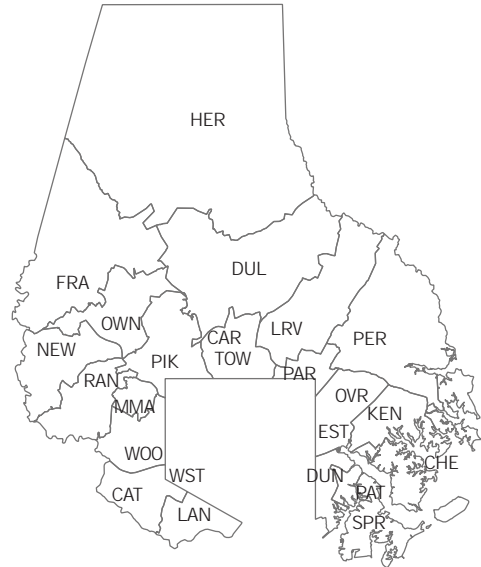 HER
DUL
FRA
OWN
CAR
LRV
NEW
TOW
PER
PIK
RAN
PAR
MMA
OVR
KEN
EST
WOO
CHE
WST
DUN
CAT
PAT
LAN
SPR